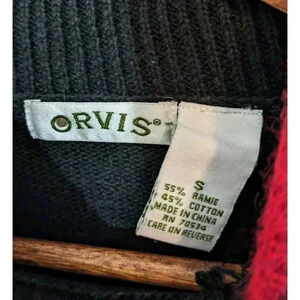 ORVIS®
S
55% RAMIE
45% COTTON
MADE IN CHINA
RN 70534
CARE ON REVERSE